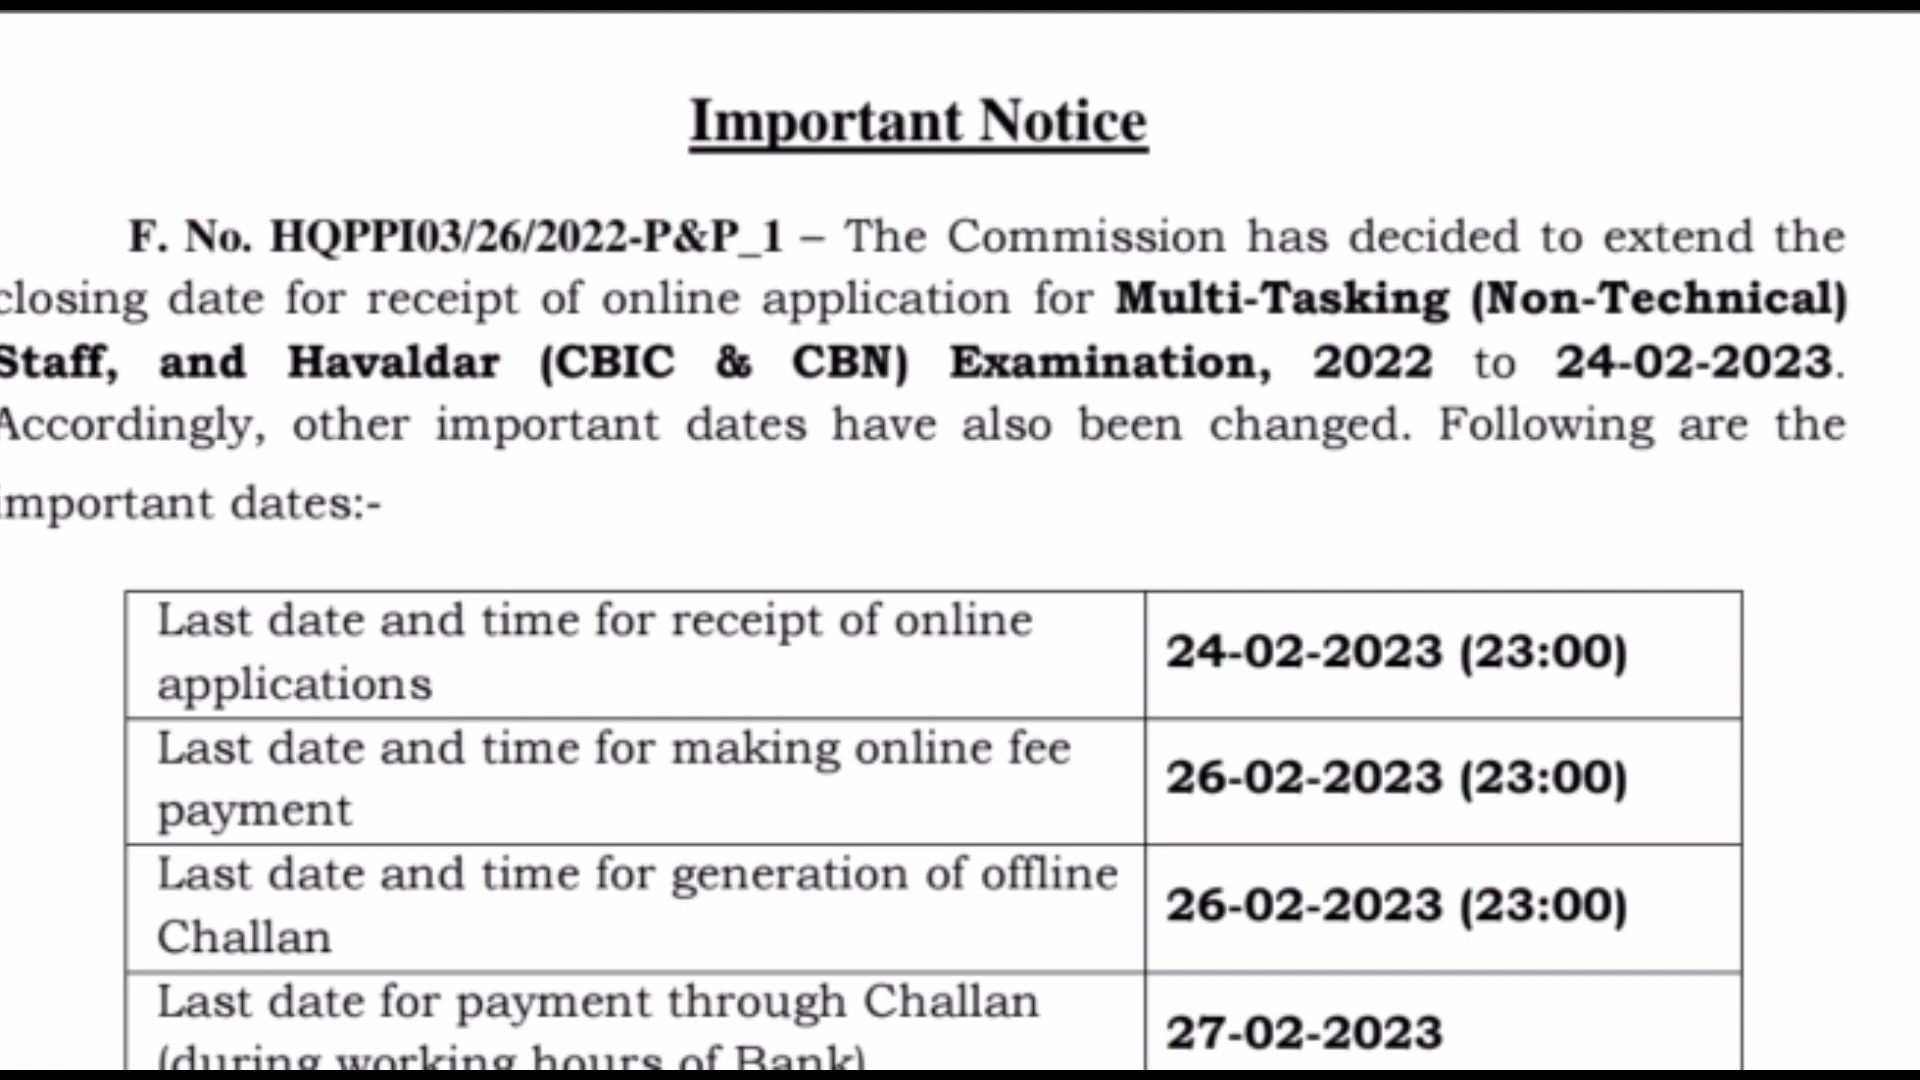 Important Notice
F. No. HQPPI03/26/2022-P&P_1 – The Commission has decided to extend the
closing date for receipt of online application for Multi-Tasking (Non-Technical)
Staff, and Havaldar (CBIC & CBN) Examination, 2022 to 24-02-2023.
Accordingly, other important dates have also been changed. Following are the
important dates:-
Last date and time for receipt of online
applications
24-02-2023 (23:00)
Last date and time for making online fee
payment
26-02-2023 (23:00)
Last date and time for generation of offline
Challan
26-02-2023 (23:00)
Last date for payment through Challan
(during working hours of Bank)
27-02-2023